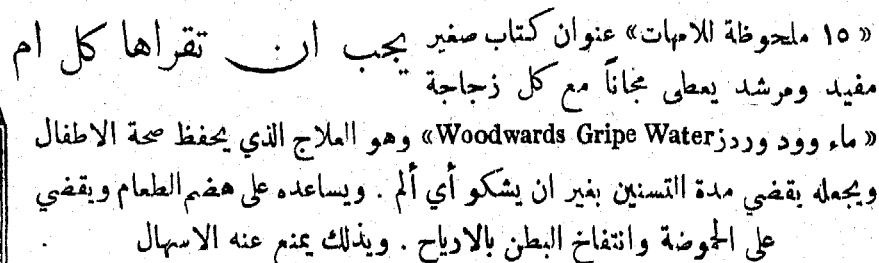 « ١٥ ملحوظة للامهات» عنوان كتاب صغير يجب ان تقراها كل ام
مفيد ومرشد يعطى مجاناً مع كل زجاجة
« ماء وود وردز Woodwards Gripe Water» وهو العلاج الذي يحفظ صحة الاطفال
ويجعله يقضي مدة التسنين بغير ان يشكو أي ألم . ويساعده على هضم الطعام ويقضي
على الحموضة وانتفاخ البطن بالارياح . وبذلك يمنع عنه الاسهال .